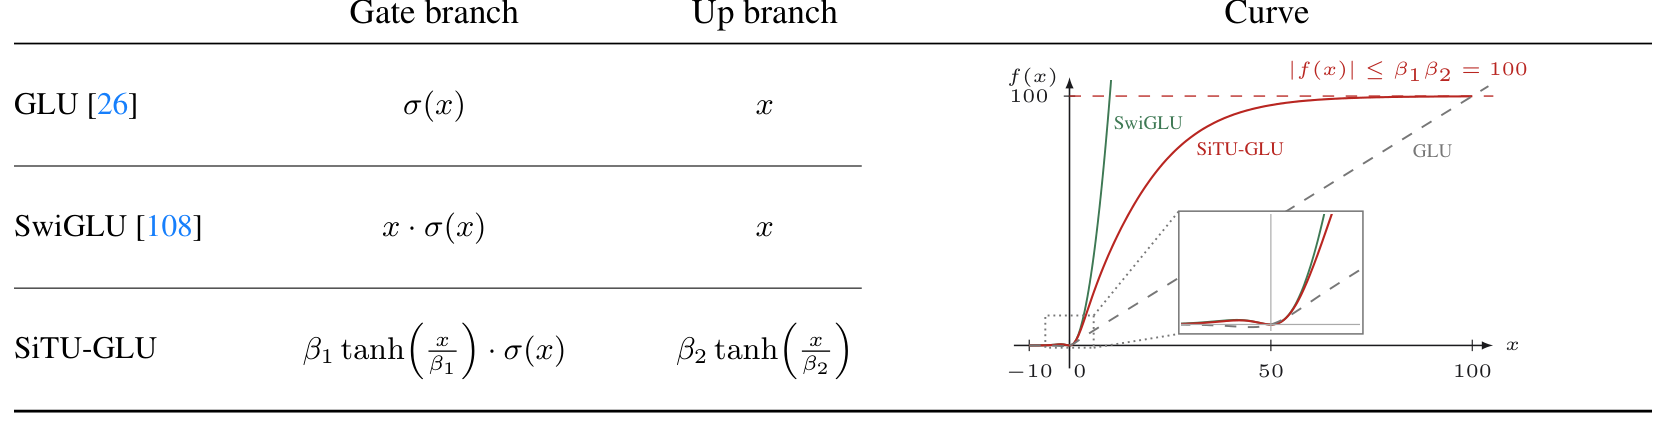 Gate branch Up branch Curve
GLU [26] σ(x) x
SwiGLU [108] x · σ(x) x
SiTU-GLU β₁ tanh(x/β₁) · σ(x) β₂ tanh(x/β₂)
f(x)
|f(x)| ≤ β₁β₂ = 100
100
SwiGLU
SiTU-GLU
GLU
x
−10 0 50 100